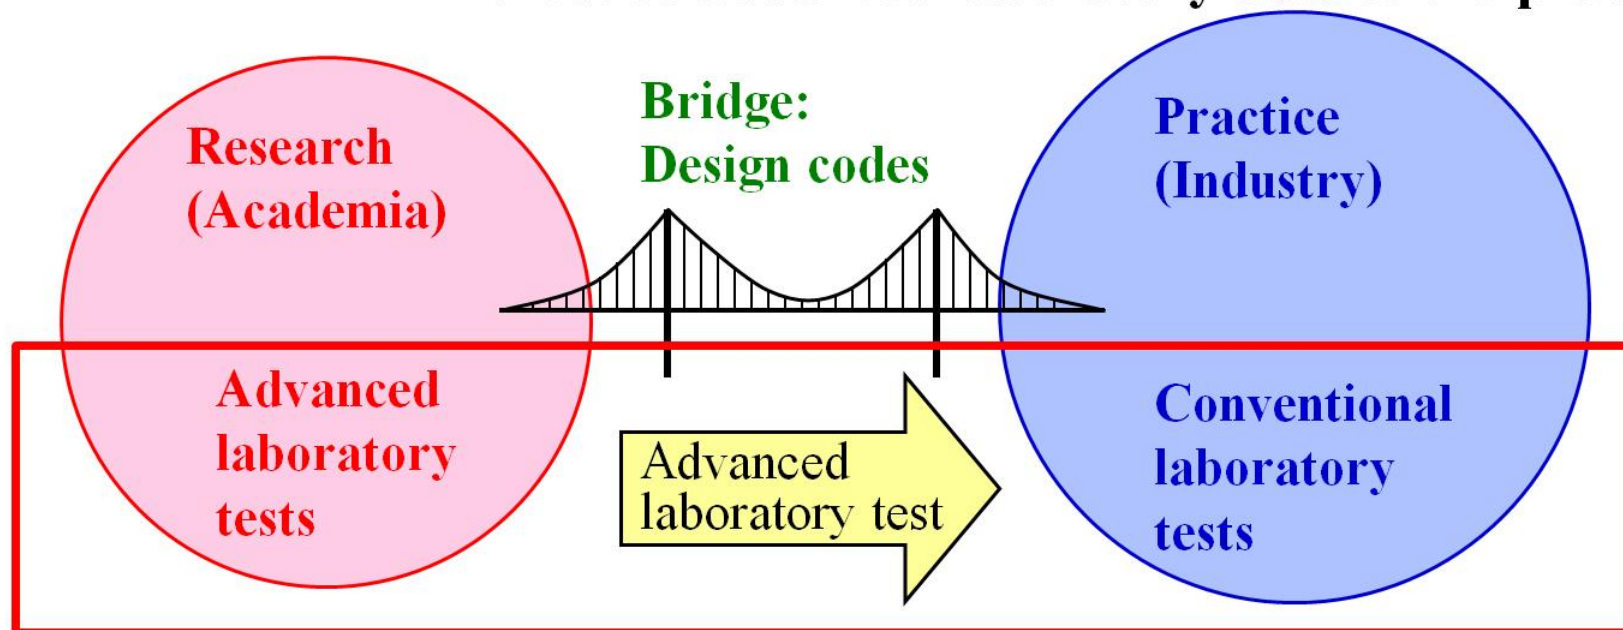 Research
(Academia)
Bridge:
Design codes
Practice
(Industry)
Advanced
laboratory
tests
Advanced
laboratory test
Conventional
laboratory
tests